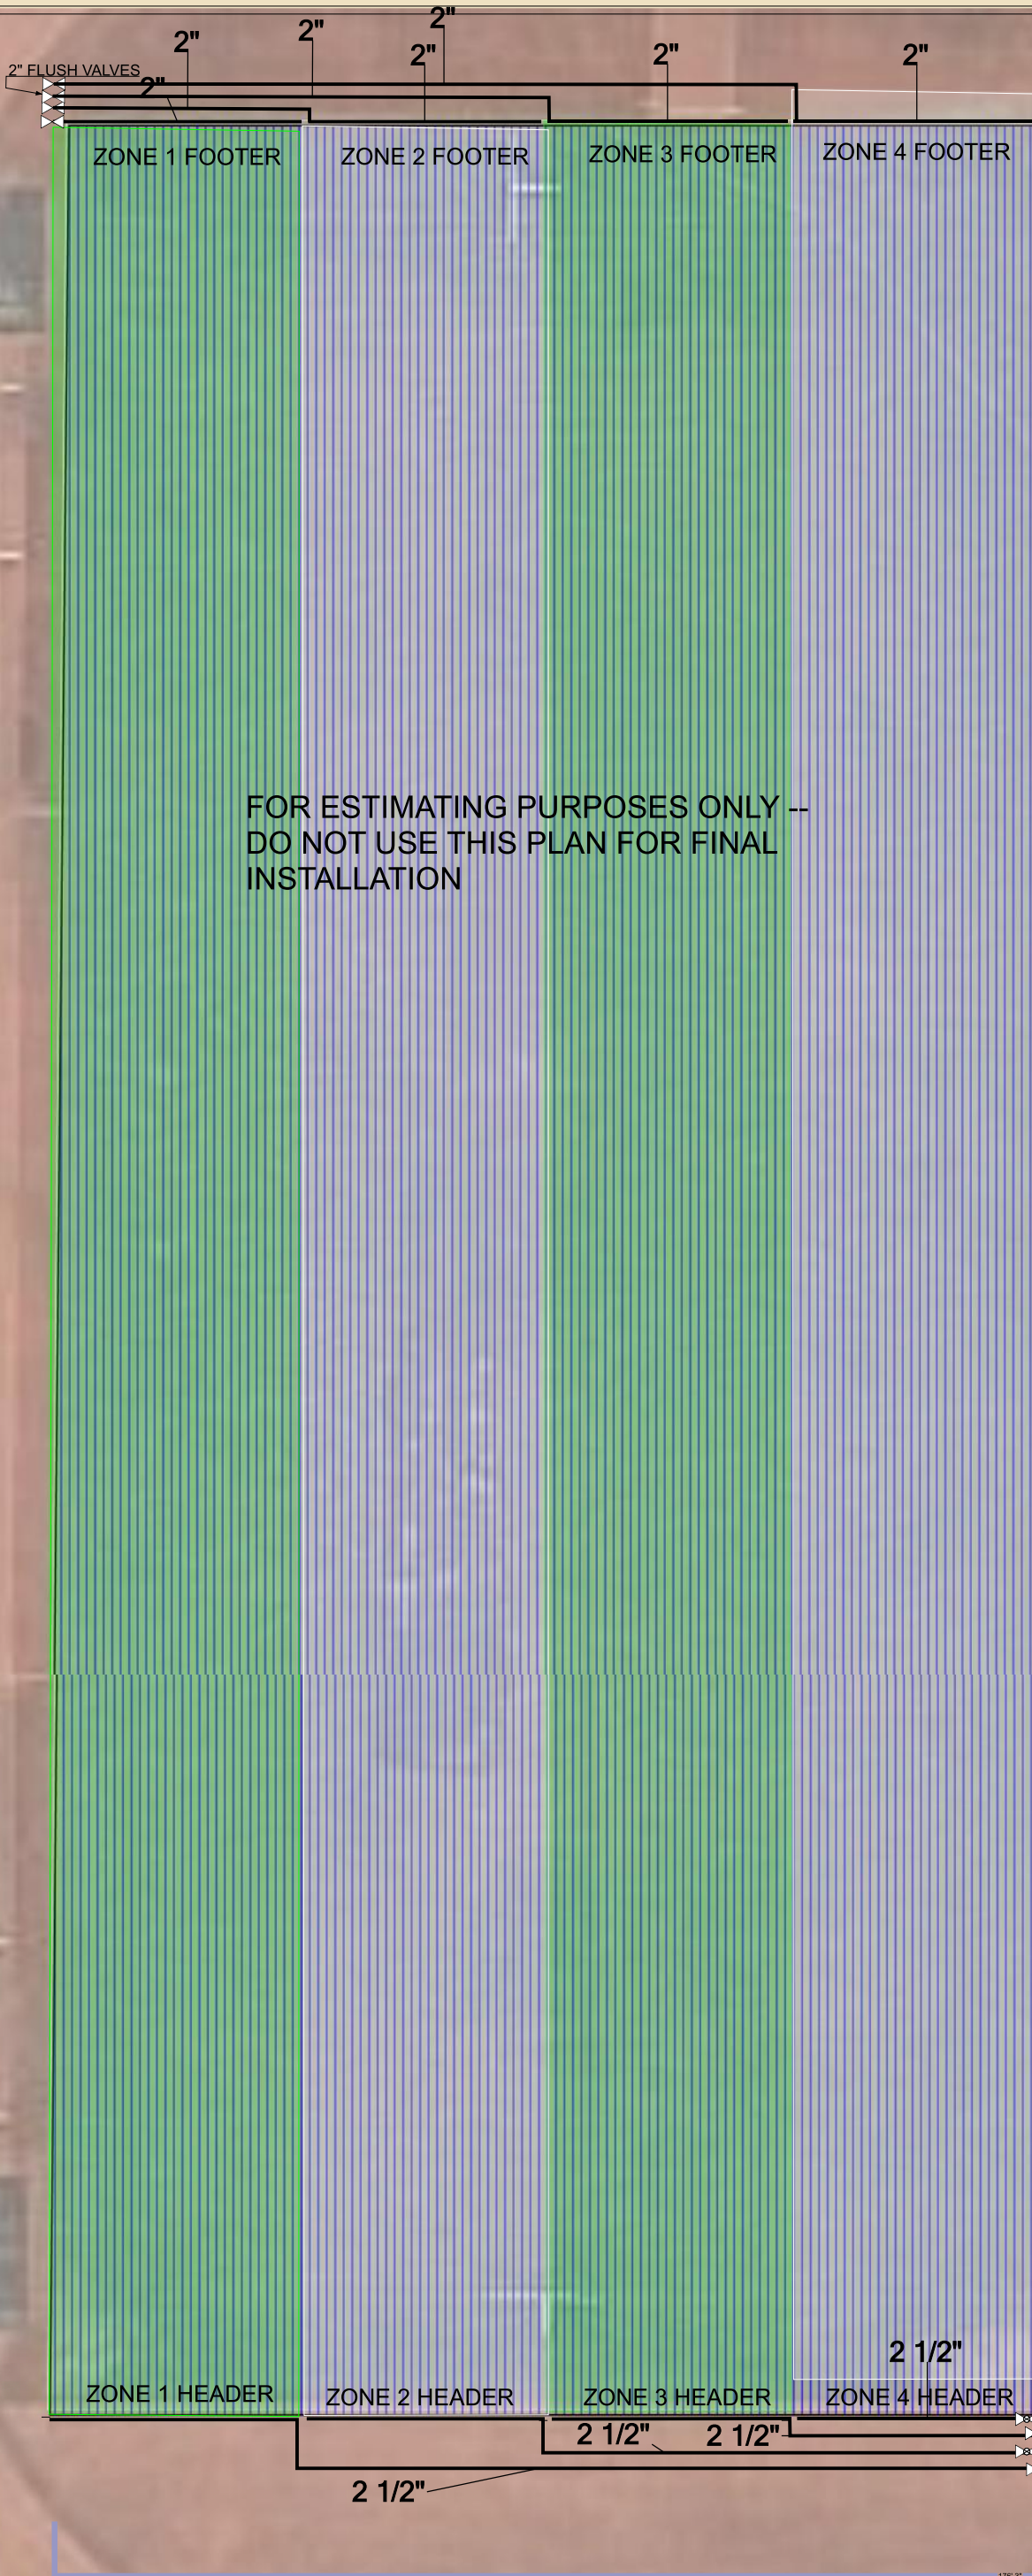 2"
2"
2"
2"
2"
2"
2" FLUSH VALVES
2"
ZONE 1 FOOTER
ZONE 2 FOOTER
ZONE 3 FOOTER
ZONE 4 FOOTER
FOR ESTIMATING PURPOSES ONLY --
DO NOT USE THIS PLAN FOR FINAL
INSTALLATION
2 1/2"
ZONE 1 HEADER
ZONE 2 HEADER
ZONE 3 HEADER
ZONE 4 HEADER
2 1/2"
2 1/2"
2 1/2"